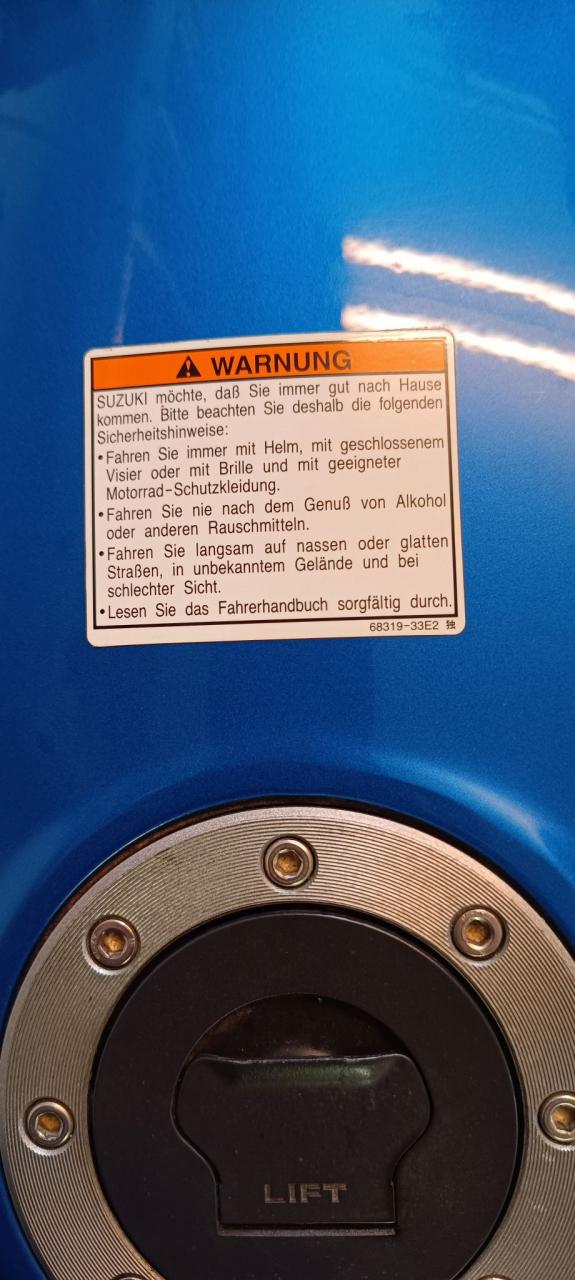 WARNUNG
SUZUKI möchte, daß Sie immer gut nach Hause
kommen. Bitte beachten Sie deshalb die folgenden
Sicherheitshinweise:
•Fahren Sie immer mit Helm, mit geschlossenem
Visier oder mit Brille und mit geeigneter
Motorrad-Schutzkleidung.
•Fahren Sie nie nach dem Genuß von Alkohol
oder anderen Rauschmitteln.
•Fahren Sie langsam auf nassen oder glatten
Straßen, in unbekanntem Gelände und bei
schlechter Sicht.
•Lesen Sie das Fahrerhandbuch sorgfältig durch.
68319-33E2 独
LIFT